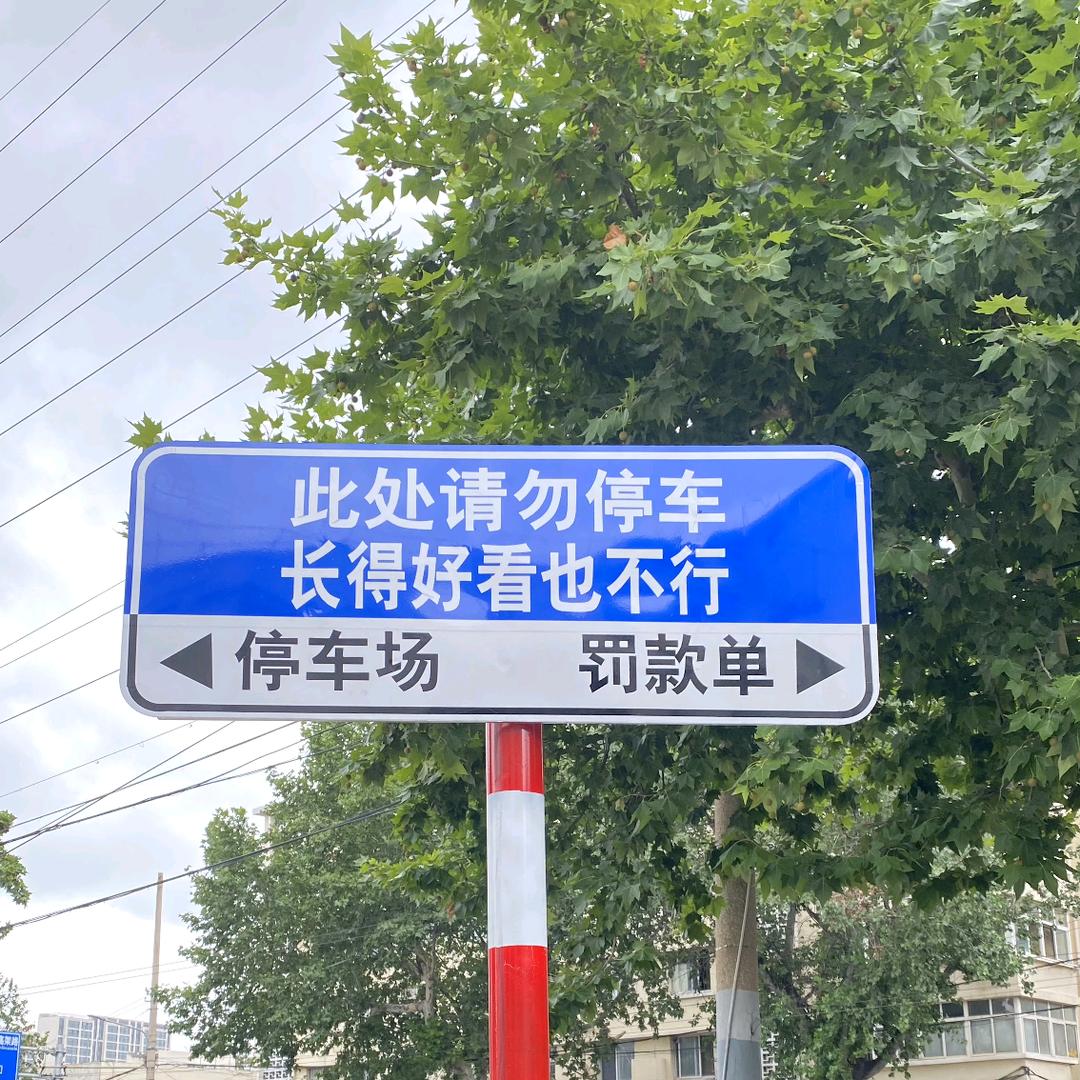 此处请勿停车
长得好看也不行
停车场 罚款单